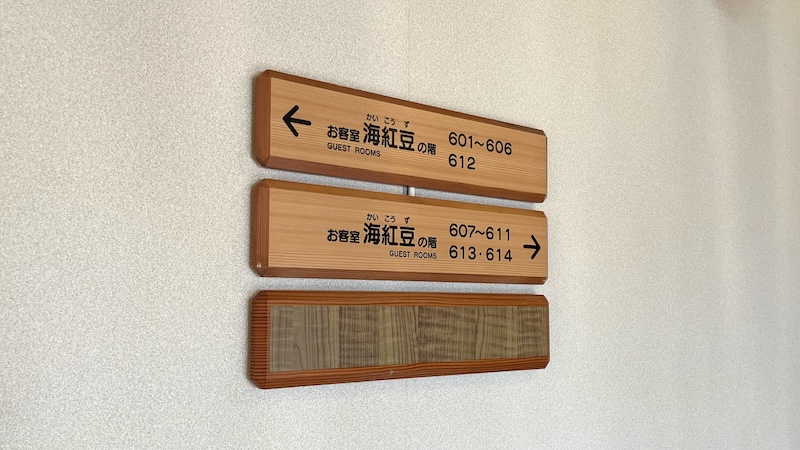 ←
かいこうず
お客室 海紅豆 の階
GUEST ROOMS
601～606
612
かいこうず
お客室 海紅豆 の階
GUEST ROOMS
607～611
613・614
→